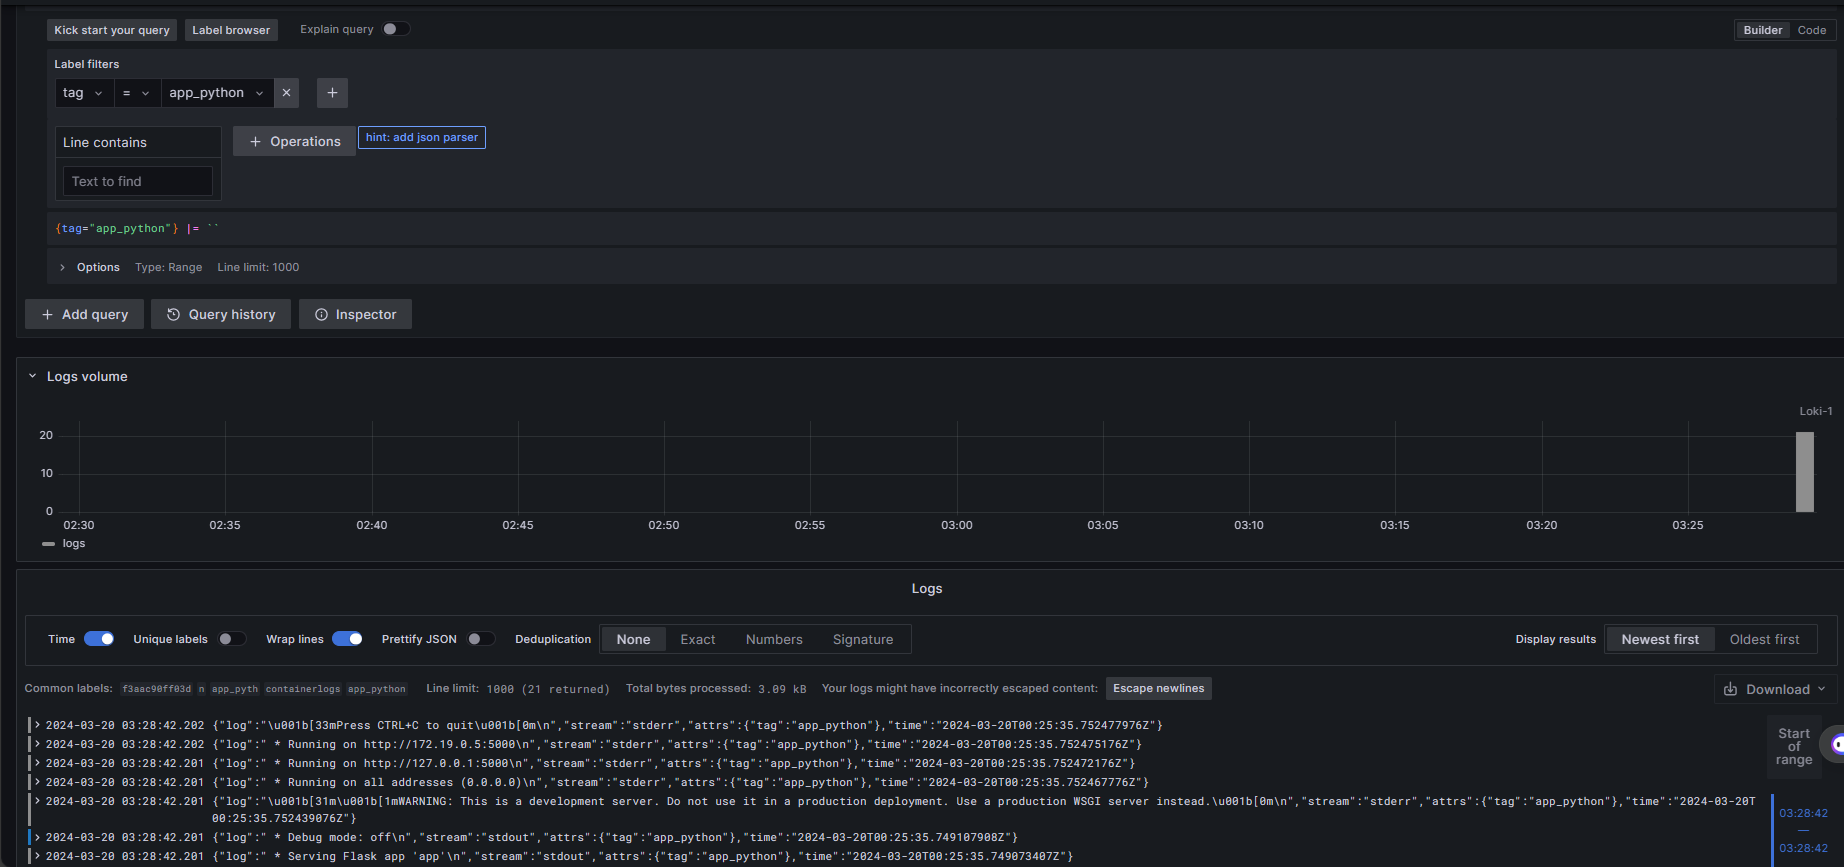 Kick start your query Label browser Explain query Builder Code
Label filters
tag = app_python
Line contains + Operations hint: add json parser
Text to find
{tag="app_python"} |= ``
Options Type: Range Line limit: 1000
+ Add query Query history Inspector
Logs volume
Loki-1
20
10
0
02:30 02:35 02:40 02:45 02:50 02:55 03:00 03:05 03:10 03:15 03:20 03:25
logs
Logs
Time Unique labels Wrap lines Prettify JSON Deduplication None Exact Numbers Signature Display results Newest first Oldest first
Common labels: f3aac90ff03d n app_pyth containerlogs app_python Line limit: 1000 (21 returned) Total bytes processed: 3.09 kB Your logs might have incorrectly escaped content: Escape newlines Download
2024-03-20 03:28:42.202 {"log":"\u001b[33mPress CTRL+C to quit\u001b[0m\n","stream":"stderr","attrs":{"tag":"app_python"},"time":"2024-03-20T00:25:35.752477976Z"}
2024-03-20 03:28:42.202 {"log":" * Running on http://172.19.0.5:5000\n","stream":"stderr","attrs":{"tag":"app_python"},"time":"2024-03-20T00:25:35.752475176Z"}
2024-03-20 03:28:42.201 {"log":" * Running on http://127.0.0.1:5000\n","stream":"stderr","attrs":{"tag":"app_python"},"time":"2024-03-20T00:25:35.752472176Z"}
2024-03-20 03:28:42.201 {"log":" * Running on all addresses (0.0.0.0)\n","stream":"stderr","attrs":{"tag":"app_python"},"time":"2024-03-20T00:25:35.752467776Z"}
2024-03-20 03:28:42.201 {"log":"\u001b[31m\u001b[1mWARNING: This is a development server. Do not use it in a production deployment. Use a production WSGI server instead.\u001b[0m\n","stream":"stderr","attrs":{"tag":"app_python"},"time":"2024-03-20T
00:25:35.752439076Z"}
2024-03-20 03:28:42.201 {"log":" * Debug mode: off\n","stream":"stdout","attrs":{"tag":"app_python"},"time":"2024-03-20T00:25:35.749107908Z"}
2024-03-20 03:28:42.201 {"log":" * Serving Flask app 'app'\n","stream":"stdout","attrs":{"tag":"app_python"},"time":"2024-03-20T00:25:35.749073407Z"}
Start
of
range
03:28:42
—
03:28:42